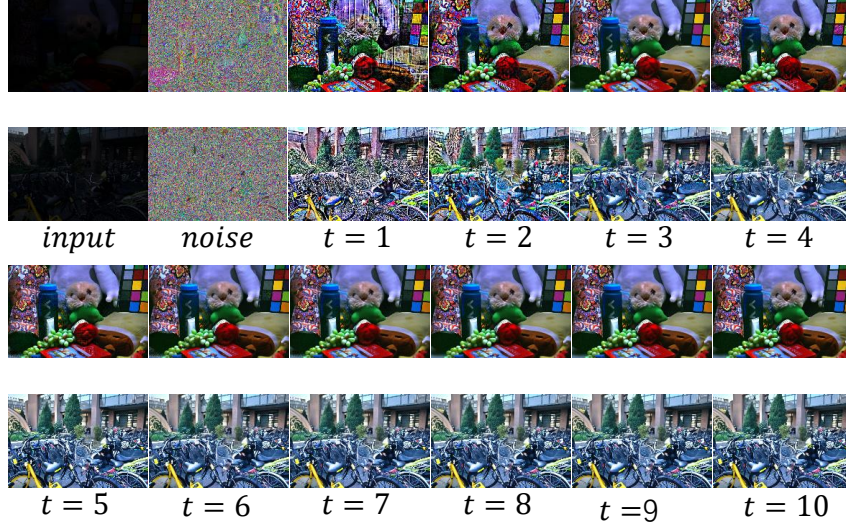 input noise t = 1 t = 2 t = 3 t = 4
t = 5 t = 6 t = 7 t = 8 t =9 t = 10